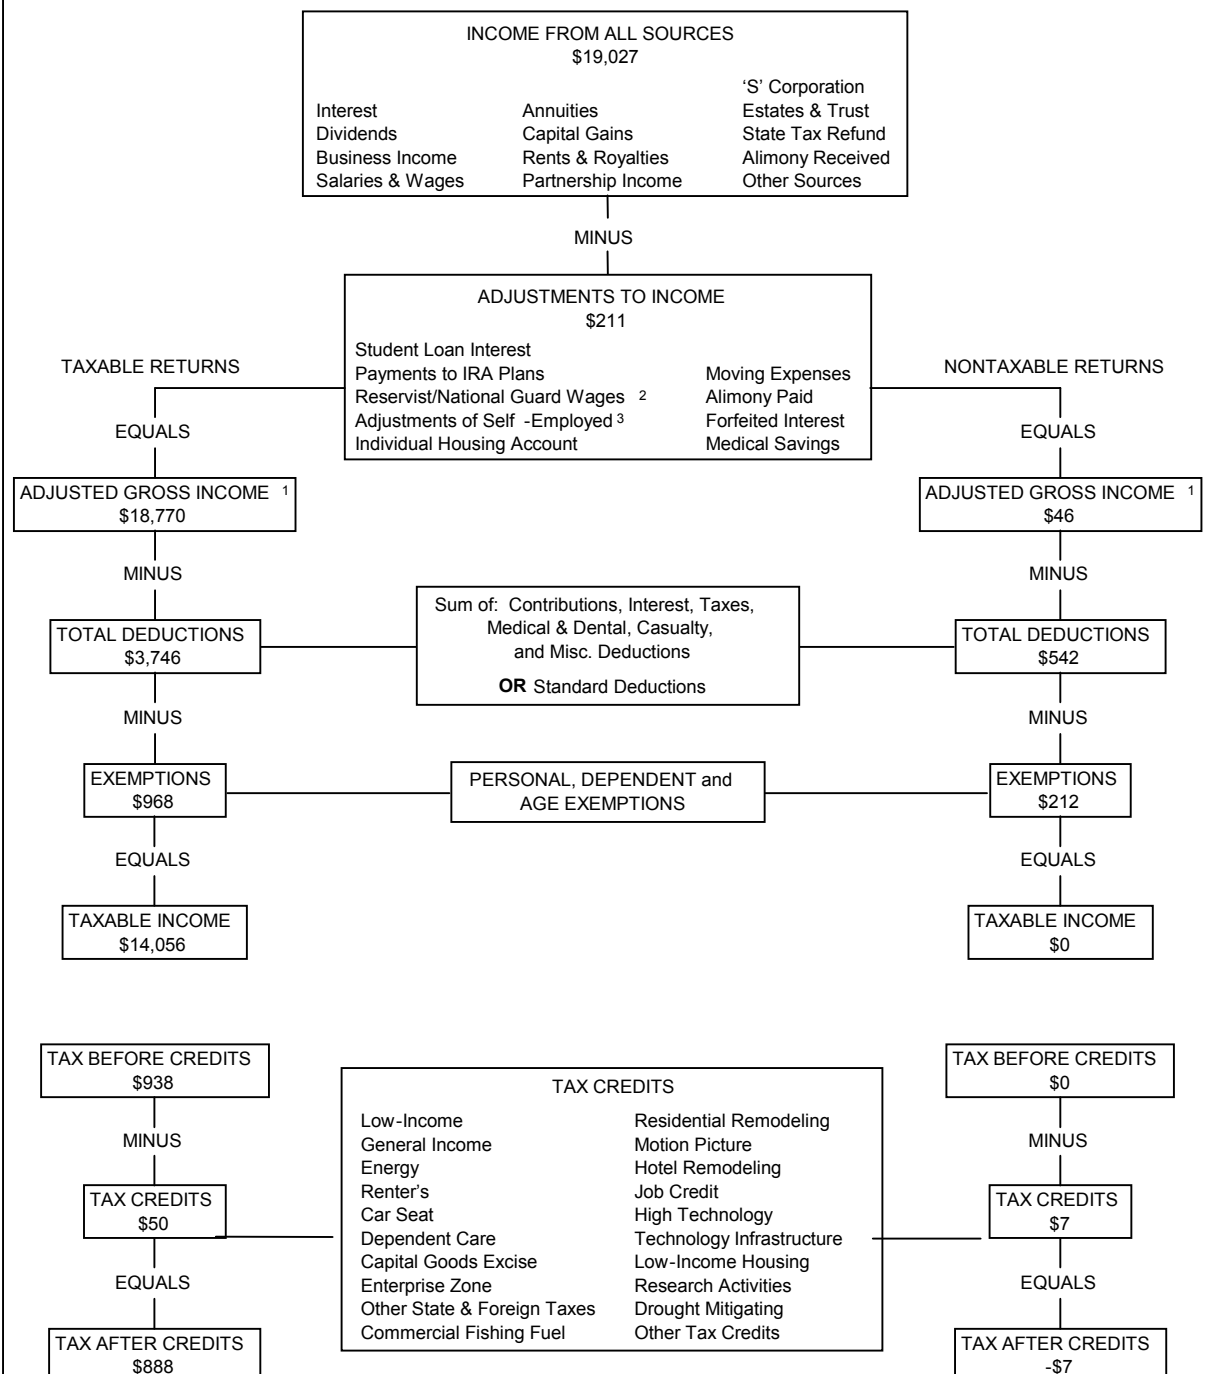 INCOME FROM ALL SOURCES
$19,027
Interest
Dividends
Business Income
Salaries & Wages
Annuities
Capital Gains
Rents & Royalties
Partnership Income
‘S’ Corporation
Estates & Trust
State Tax Refund
Alimony Received
Other Sources
MINUS
ADJUSTMENTS TO INCOME
$211
Student Loan Interest
Payments to IRA Plans
Reservist/National Guard Wages 2
Adjustments of Self -Employed 3
Individual Housing Account
Moving Expenses
Alimony Paid
Forfeited Interest
Medical Savings
TAXABLE RETURNS
EQUALS
ADJUSTED GROSS INCOME 1
$18,770
MINUS
TOTAL DEDUCTIONS
$3,746
MINUS
EXEMPTIONS
$968
EQUALS
TAXABLE INCOME
$14,056
Sum of: Contributions, Interest, Taxes,
Medical & Dental, Casualty,
and Misc. Deductions
OR Standard Deductions
PERSONAL, DEPENDENT and
AGE EXEMPTIONS
NONTAXABLE RETURNS
EQUALS
ADJUSTED GROSS INCOME 1
$46
MINUS
TOTAL DEDUCTIONS
$542
MINUS
EXEMPTIONS
$212
EQUALS
TAXABLE INCOME
$0
TAX BEFORE CREDITS
$938
MINUS
TAX CREDITS
$50
EQUALS
TAX AFTER CREDITS
$888
TAX CREDITS
Low-Income
General Income
Energy
Renter's
Car Seat
Dependent Care
Capital Goods Excise
Enterprise Zone
Other State & Foreign Taxes
Commercial Fishing Fuel
Residential Remodeling
Motion Picture
Hotel Remodeling
Job Credit
High Technology
Technology Infrastructure
Low-Income Housing
Research Activities
Drought Mitigating
Other Tax Credits
TAX BEFORE CREDITS
$0
MINUS
TAX CREDITS
$7
EQUALS
TAX AFTER CREDITS
-$7